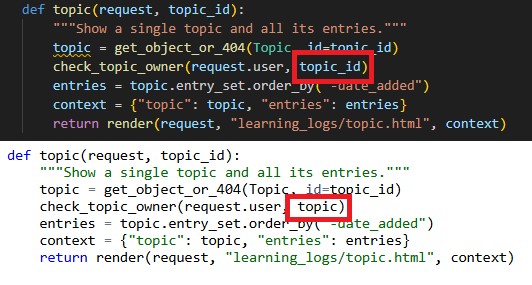 def topic(request, topic_id):
"""Show a single topic and all its entries."""
topic = get_object_or_404(Topic, id=topic_id)
check_topic_owner(request.user, topic_id)
entries = topic.entry_set.order_by("-date_added")
context = {"topic": topic, "entries": entries}
return render(request, "learning_logs/topic.html", context)
def topic(request, topic_id):
"""Show a single topic and all its entries."""
topic = get_object_or_404(Topic, id=topic_id)
check_topic_owner(request.user, topic)
entries = topic.entry_set.order_by("-date_added")
context = {"topic": topic, "entries": entries}
return render(request, "learning_logs/topic.html", context)